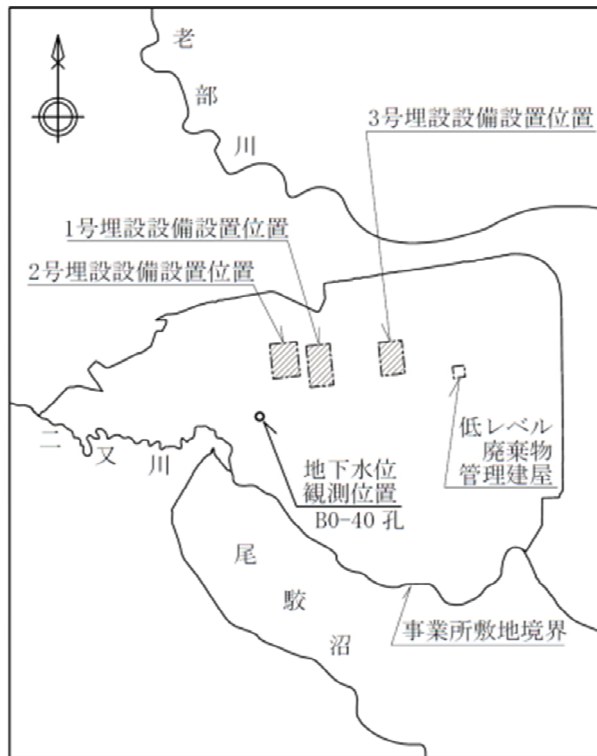 老部川
3号埋設設備設置位置
1号埋設設備設置位置
2号埋設設備設置位置
低レベル
廃棄物
管理建屋
二又川
地下水位
観測位置
B0-40 孔
尾駮沼
事業所敷地境界